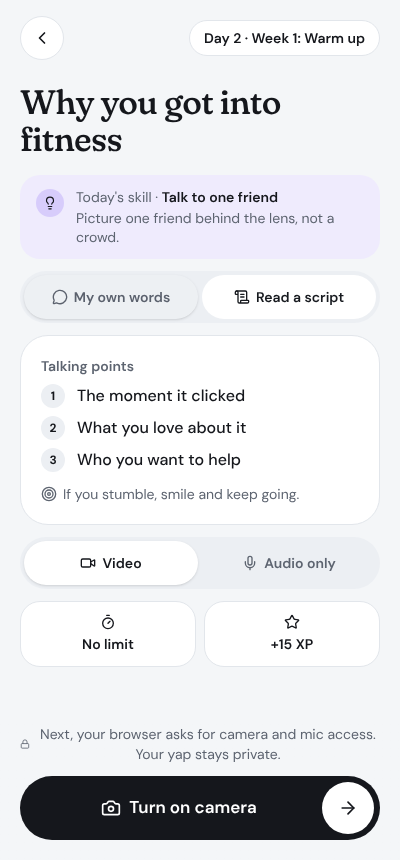 Day 2 · Week 1: Warm up
Why you got into
fitness
Today's skill · Talk to one friend
Picture one friend behind the lens, not a
crowd.
My own words
Read a script
Talking points
1 The moment it clicked
2 What you love about it
3 Who you want to help
If you stumble, smile and keep going.
Video
Audio only
No limit
+15 XP
Next, your browser asks for camera and mic access.
Your yap stays private.
Turn on camera